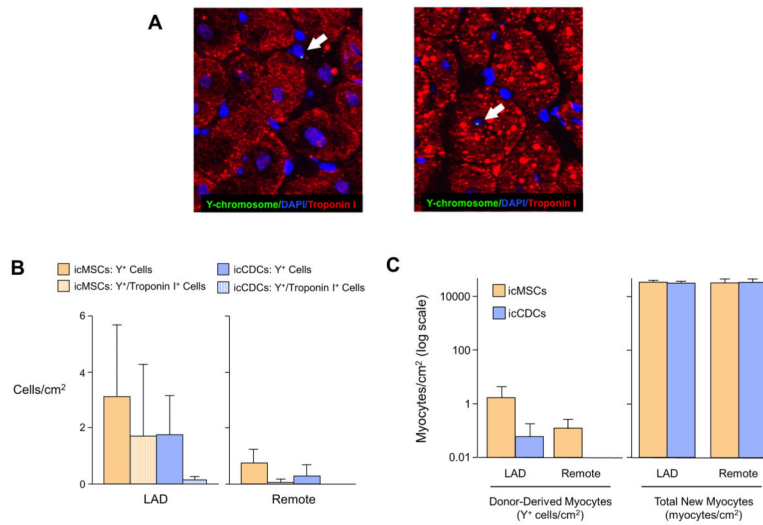 A
Y-chromosome/DAPI/Troponin I
Y-chromosome/DAPI/Troponin I
B
icMSCs: Y⁺ Cells
icCDCs: Y⁺ Cells
icMSCs: Y⁺/Troponin I⁺ Cells
icCDCs: Y⁺/Troponin I⁺ Cells
6
4
Cells/cm²
2
0
LAD
Remote
C
icMSCs
icCDCs
Myocytes/cm² (log scale)
10000
100
1
0.01
LAD
Remote
LAD
Remote
Donor-Derived Myocytes
(Y⁺ cells/cm²)
Total New Myocytes
(myocytes/cm²)